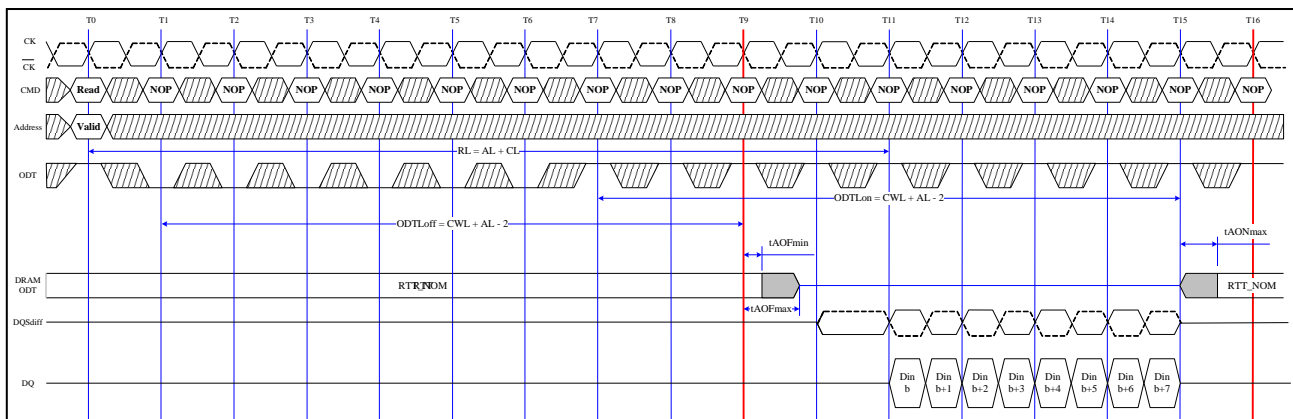 T0 T1 T2 T3 T4 T5 T6 T7 T8 T9 T10 T11 T12 T13 T14 T15 T16
CK
CK
CMD Read NOP NOP NOP NOP NOP NOP NOP NOP NOP NOP NOP NOP NOP NOP NOP NOP
Address Valid
RL = AL + CL
ODT
ODTLon = CWL + AL - 2
ODTLoff = CWL + AL - 2
tAOFmin
tAONmax
DRAM ODT
RTT_NOM
RTT_NOM
tAOFmax
DQSdiff
DQ
Din b
Din b+1
Din b+2
Din b+3
Din b+4
Din b+5
Din b+6
Din b+7